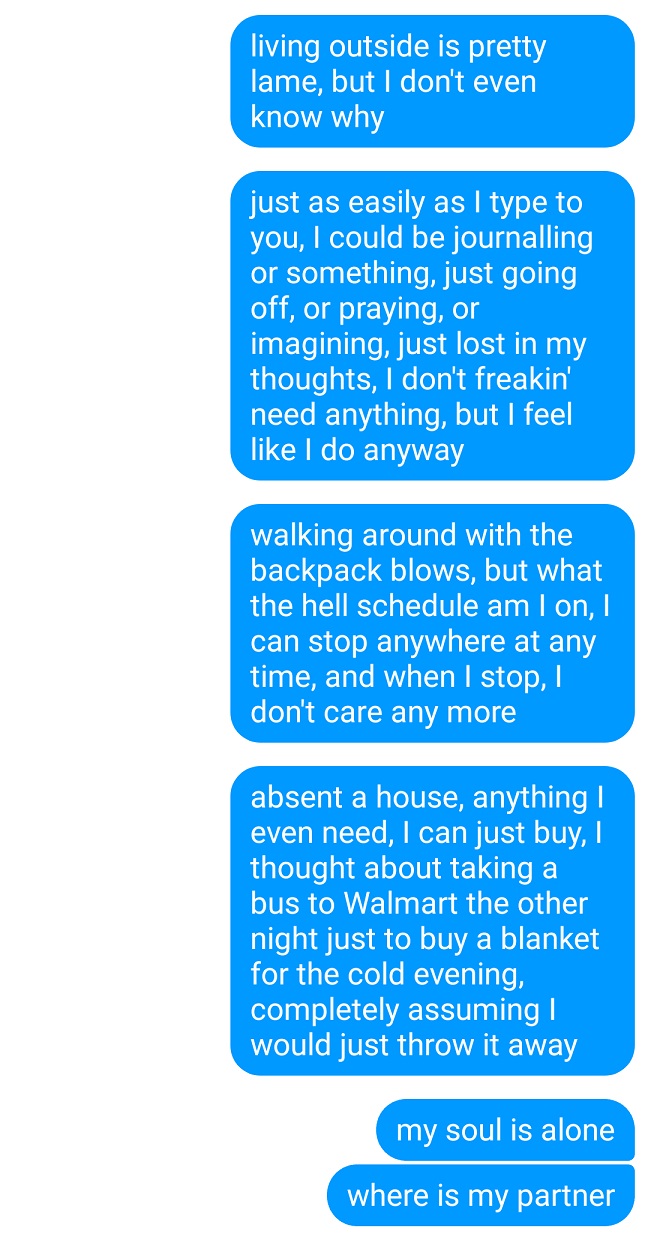 living outside is pretty
lame, but I don't even
know why
just as easily as I type to
you, I could be journalling
or something, just going
off, or praying, or
imagining, just lost in my
thoughts, I don't freakin'
need anything, but I feel
like I do anyway
walking around with the
backpack blows, but what
the hell schedule am I on, I
can stop anywhere at any
time, and when I stop, I
don't care any more
absent a house, anything I
even need, I can just buy, I
thought about taking a
bus to Walmart the other
night just to buy a blanket
for the cold evening,
completely assuming I
would just throw it away
my soul is alone
where is my partner